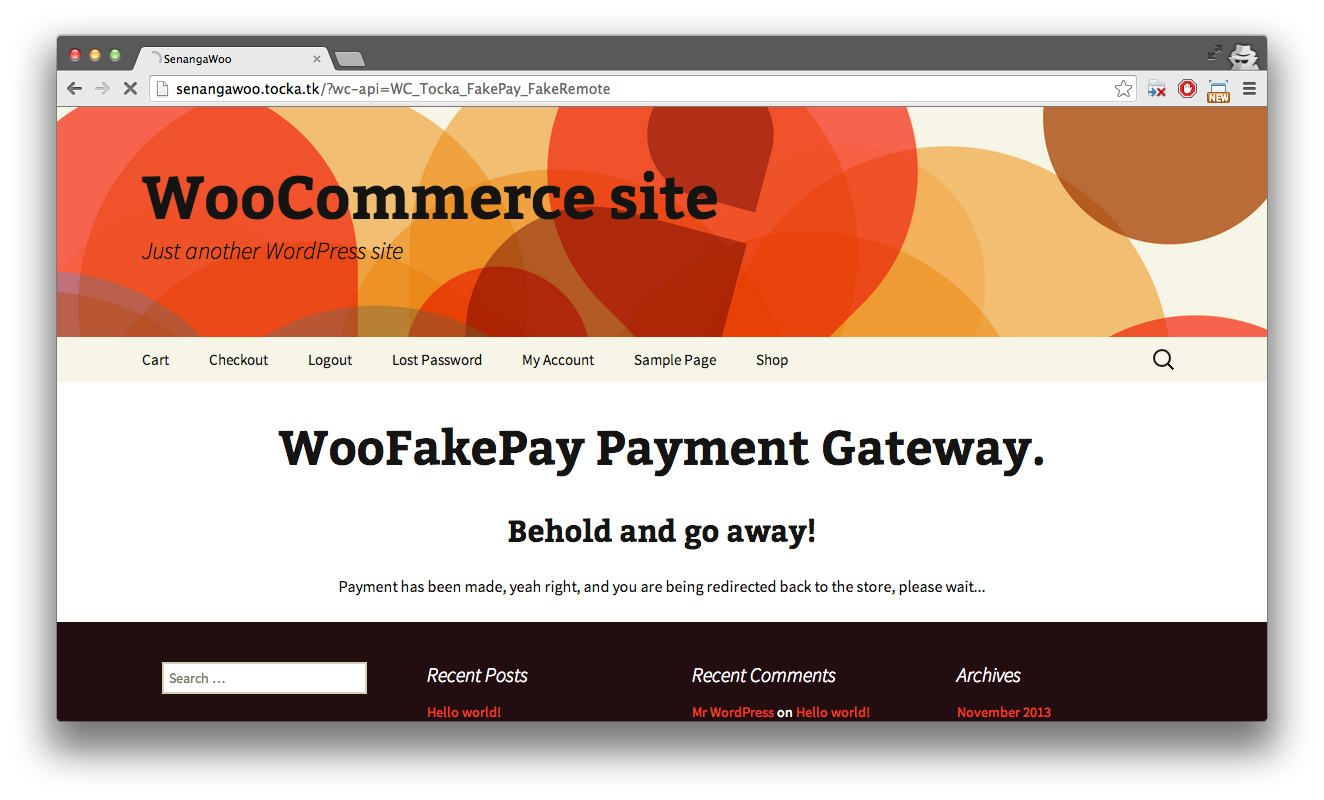 SenangaWoo
senangawoo.tocka.tk/?wc-api=WC_Tocka_FakePay_FakeRemote
NEW
WooCommerce site
Just another WordPress site
Cart Checkout Logout Lost Password My Account Sample Page Shop
WooFakePay Payment Gateway.
Behold and go away!
Payment has been made, yeah right, and you are being redirected back to the store, please wait...
Search …
Recent Posts
Hello world!
Recent Comments
Mr WordPress on Hello world!
Archives
November 2013